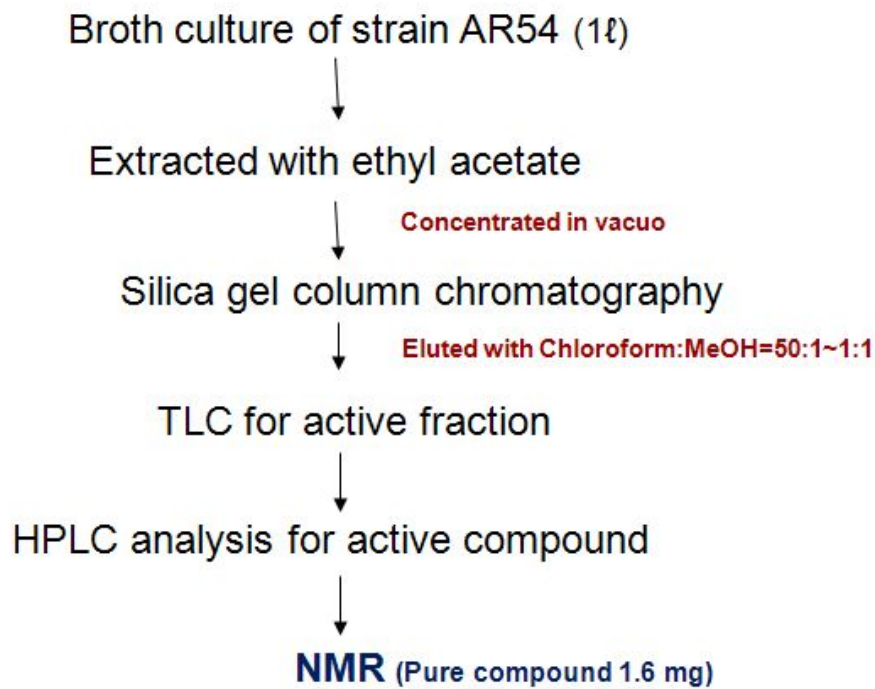 Broth culture of strain AR54 (1ℓ)
Extracted with ethyl acetate
Concentrated in vacuo
Silica gel column chromatography
Eluted with Chloroform:MeOH=50:1~1:1
TLC for active fraction
HPLC analysis for active compound
NMR (Pure compound 1.6 mg)